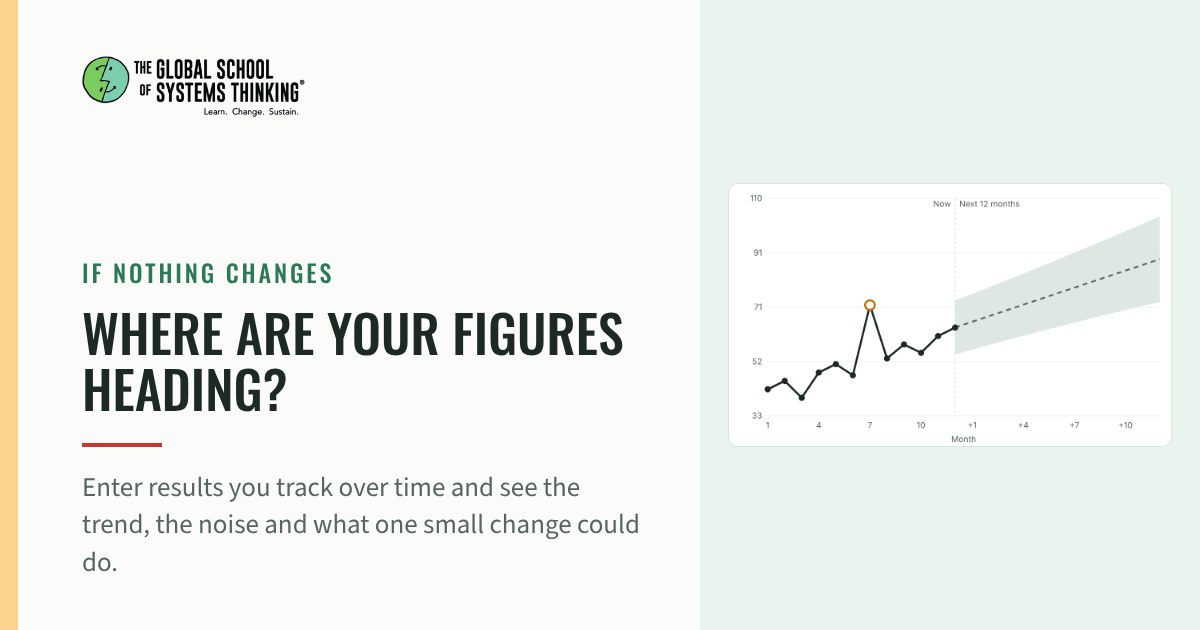 THE GLOBAL SCHOOL
OF SYSTEMS THINKING®
Learn. Change. Sustain.
IF NOTHING CHANGES
WHERE ARE YOUR FIGURES
HEADING?
Enter results you track over time and see the
trend, the noise and what one small change could
do.
110
Now
Next 12 months
91
71
52
33
1
4
7
10
+1
+4
+7
+10
Month